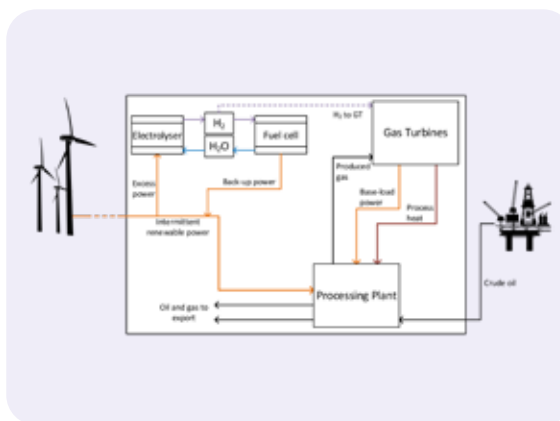 Electrolyser
H₂
H₂O
Fuel cell
H₂ to GT
Gas Turbines
Excess
power
Back-up power
Intermittent
renewable power
Produced
gas
Base-load
power
Process
heat
Processing Plant
Oil and gas to
export
Crude oil